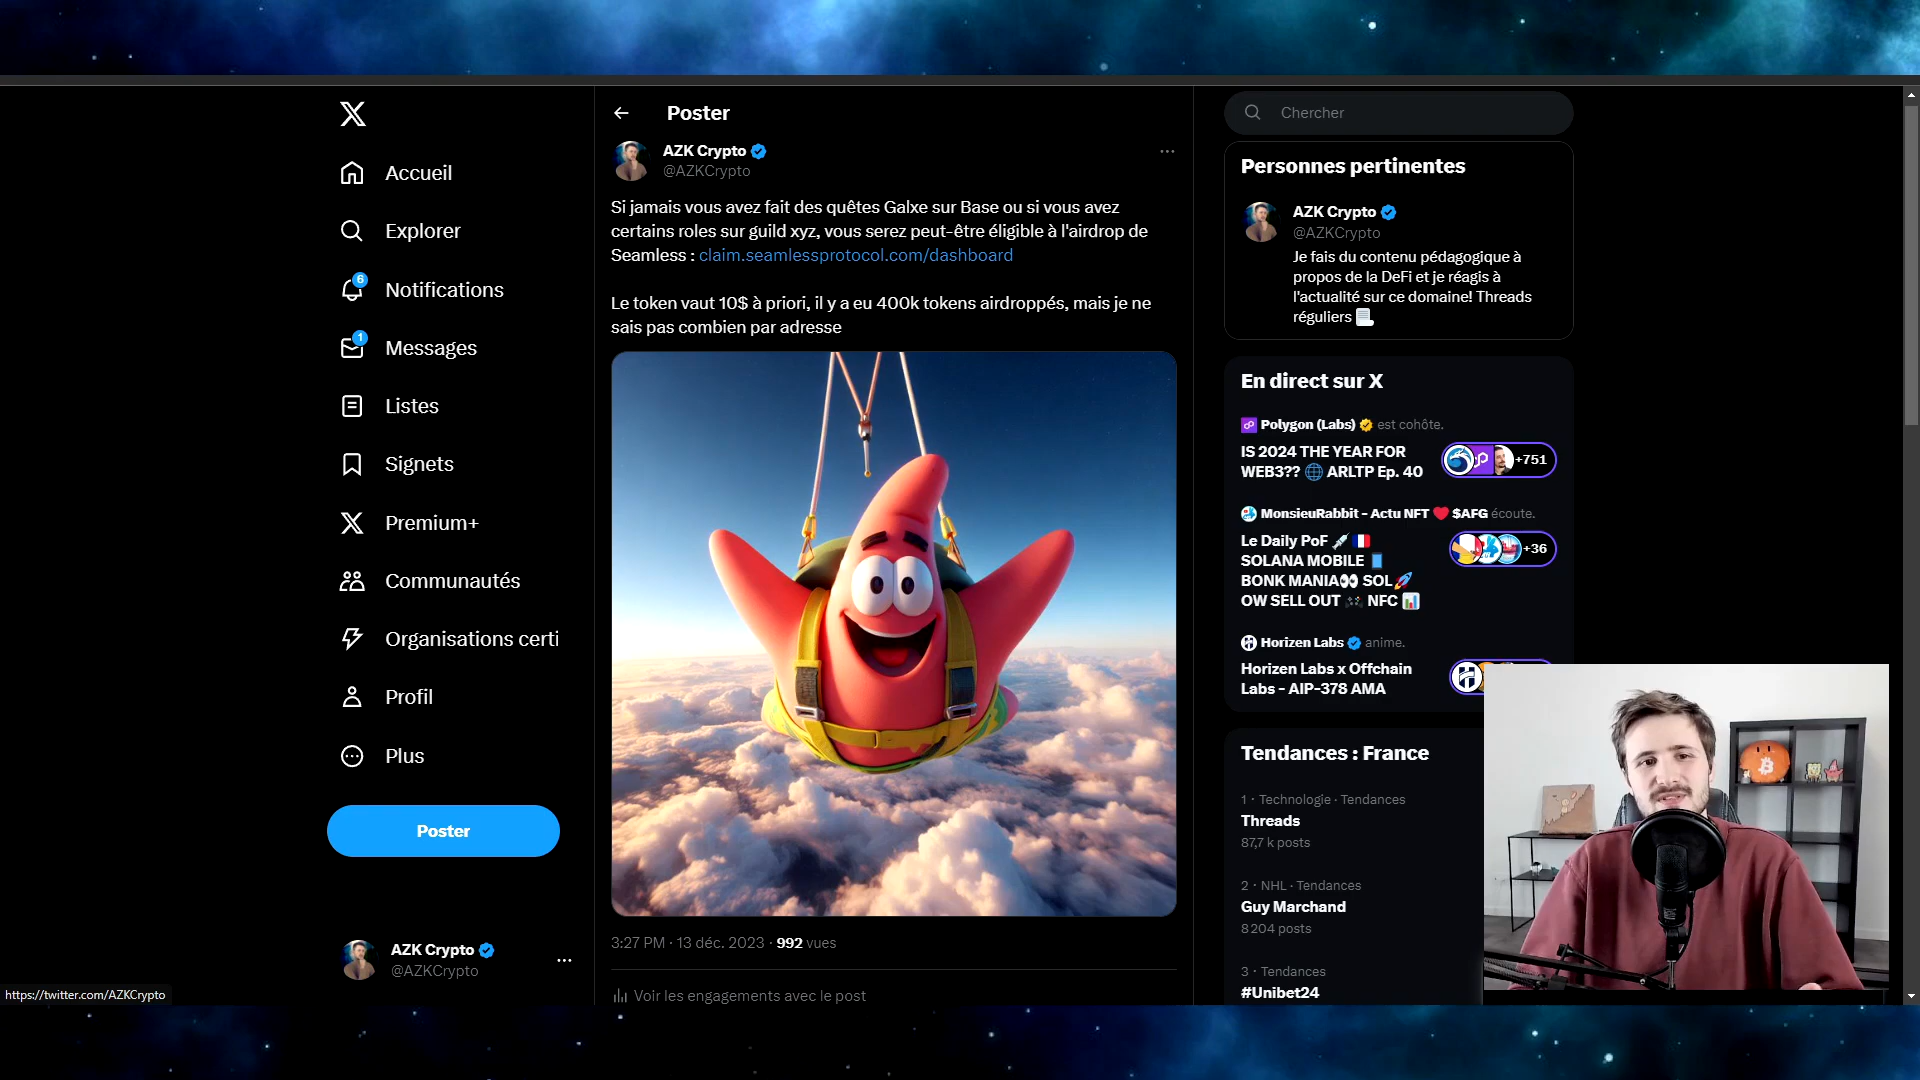 Accueil
Explorer
6
Notifications
1
Messages
Listes
Signets
Premium+
Communautés
Organisations certi
Profil
Plus
Poster
AZK Crypto
@AZKCrypto
https://twitter.com/AZKCrypto
Poster
AZK Crypto
@AZKCrypto
Si jamais vous avez fait des quêtes Galxe sur Base ou si vous avez
certains roles sur guild xyz, vous serez peut-être éligible à l'airdrop de
Seamless : claim.seamlessprotocol.com/dashboard
Le token vaut 10$ à priori, il y a eu 400k tokens airdroppés, mais je ne
sais pas combien par adresse
3:27 PM · 13 déc. 2023 · 992 vues
Voir les engagements avec le post
Chercher
Personnes pertinentes
AZK Crypto
@AZKCrypto
Je fais du contenu pédagogique à
propos de la DeFi et je réagis à
l'actualité sur ce domaine! Threads
réguliers 📃
En direct sur X
Polygon (Labs) est cohôte.
IS 2024 THE YEAR FOR
WEB3?? 🌐 ARLTP Ep. 40
+751
MonsieurRabbit - Actu NFT ❤️ $AFG écoute.
Le Daily PoF 💉🇫🇷
SOLANA MOBILE 📱
BONK MANIA👀 SOL🚀
OW SELL OUT 🎮 NFC 📊
+36
Horizen Labs anime.
Horizen Labs x Offchain
Labs - AIP-378 AMA
Tendances : France
1 · Technologie · Tendances
Threads
87,7 k posts
2 · NHL · Tendances
Guy Marchand
8 204 posts
3 · Tendances
#Unibet24